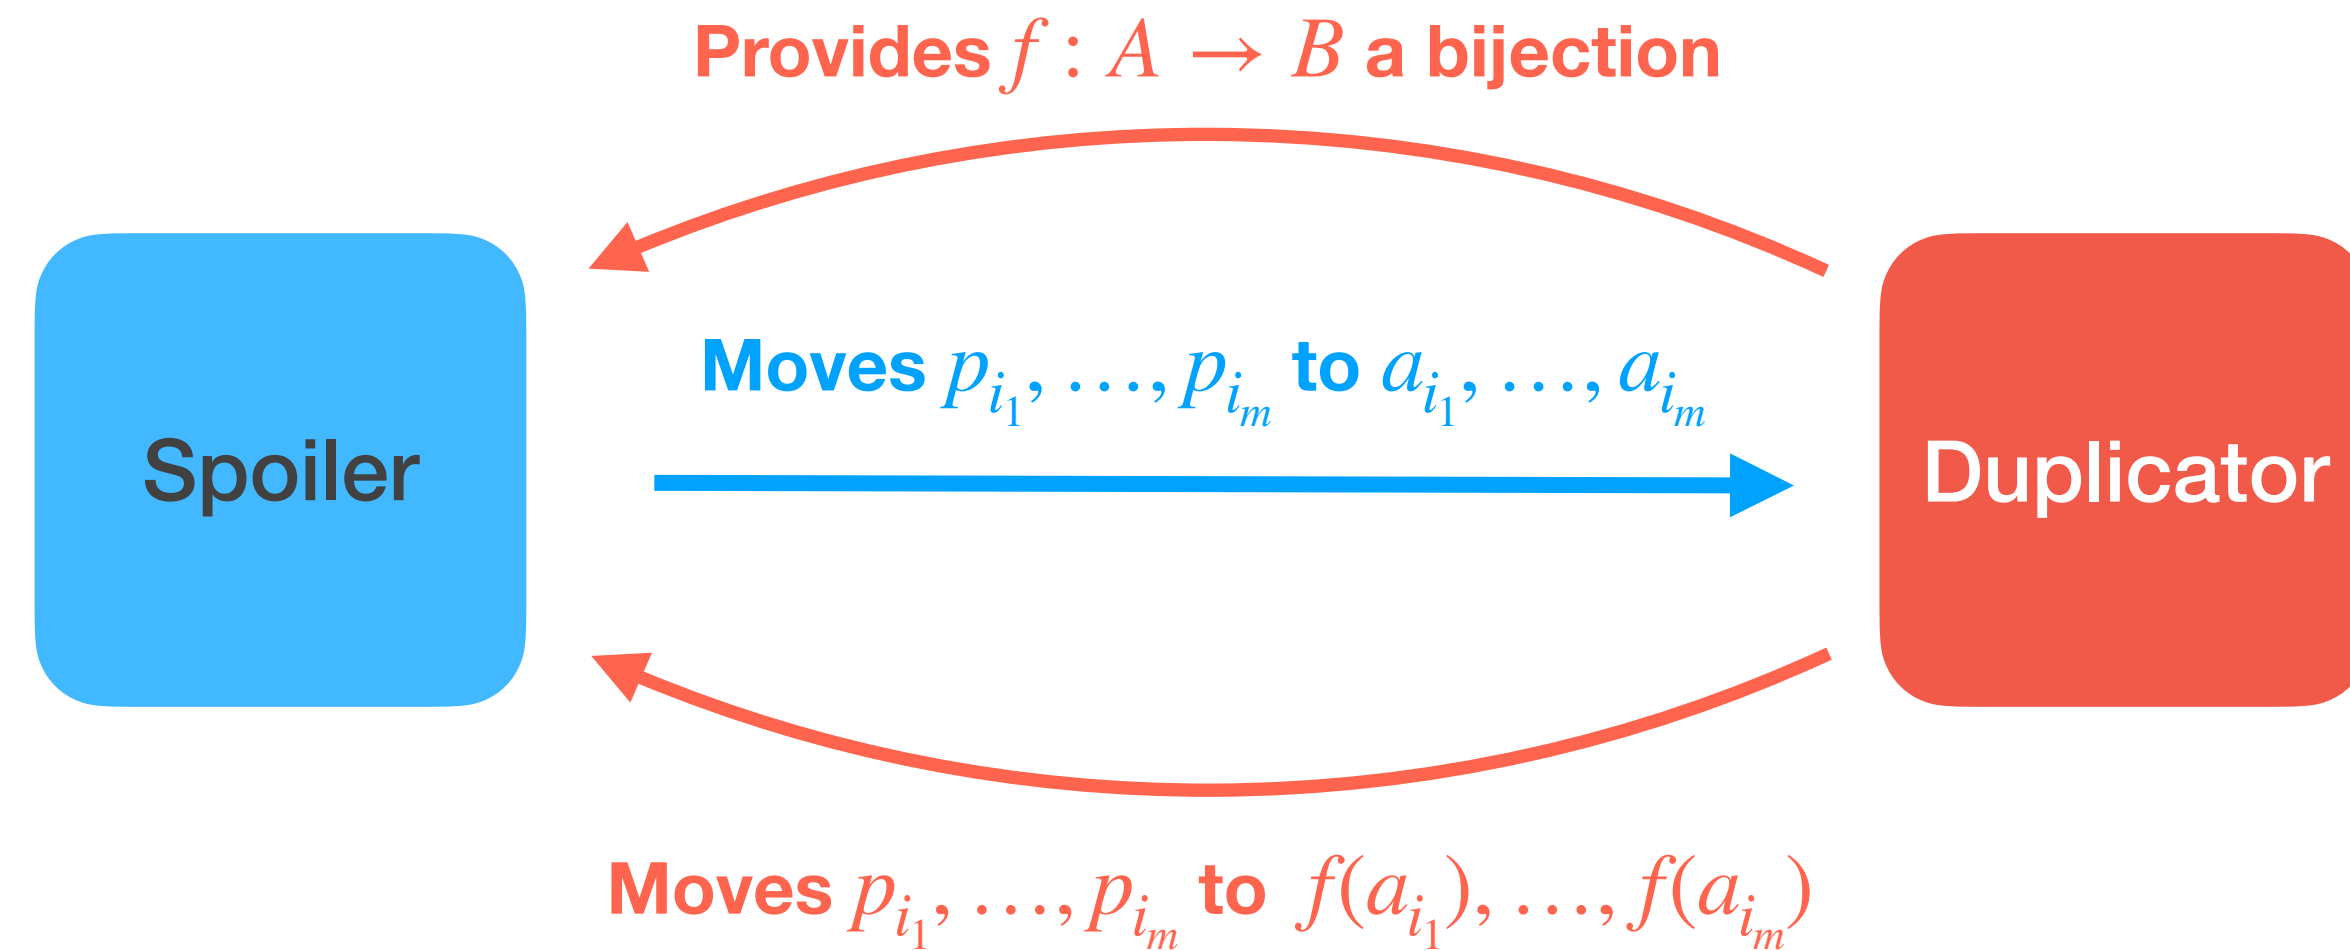 Provides f : A → B a bijection
Moves p_{i_1}, …, p_{i_m} to a_{i_1}, …, a_{i_m}
Spoiler
Duplicator
Moves p_{i_1}, …, p_{i_m} to f(a_{i_1}), …, f(a_{i_m})